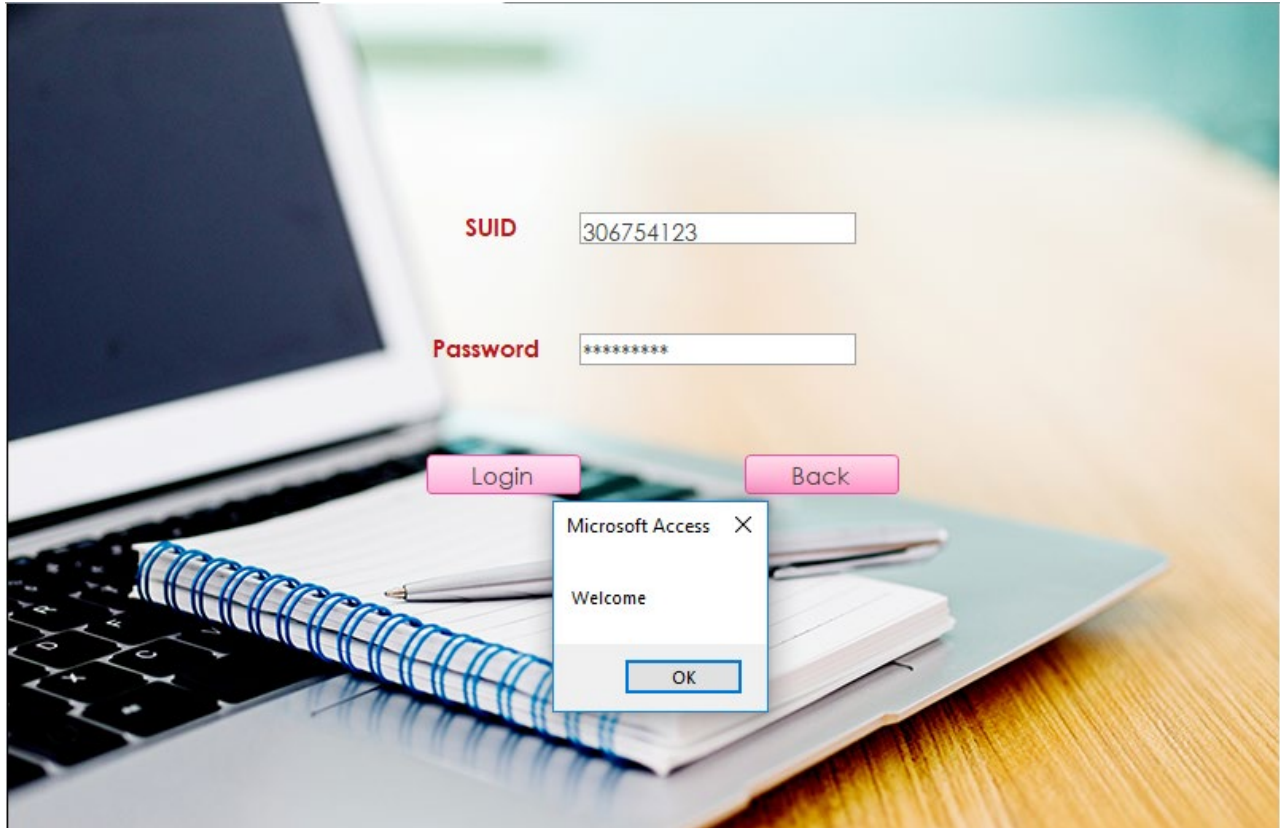 SUID 306754123
Password *********
Login Back
Microsoft Access
Welcome
OK